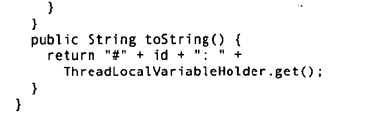 }
  }
  public String toString() {
    return "#" + id + ": " +
      ThreadLocalVariableHolder.get();
  }
}